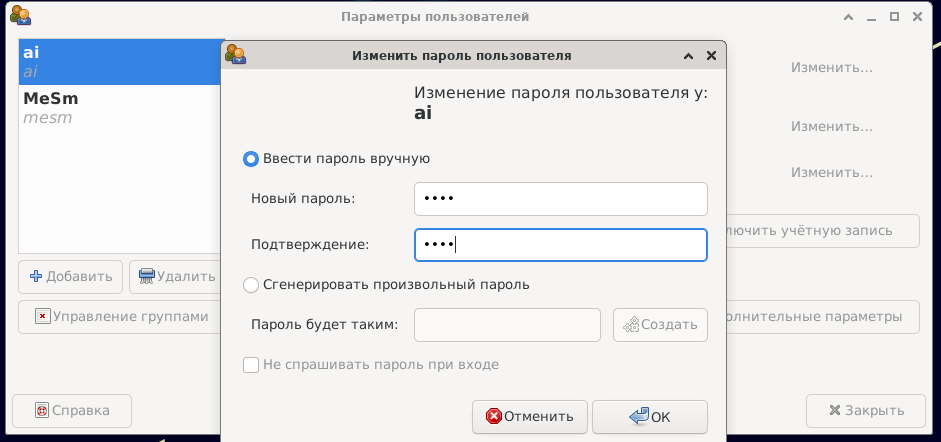 Параметры пользователей
ai
ai
MeSm
mesm
Изменить...
Изменить...
Изменить...
лючить учётную запись
Добавить
Удалить
Управление группами
олнительные параметры
Справка
Закрыть
Изменить пароль пользователя
Изменение пароля пользователя у:
ai
Ввести пароль вручную
Новый пароль: ••••
Подтверждение: ••••
Сгенерировать произвольный пароль
Пароль будет таким:
Создать
Не спрашивать пароль при входе
Отменить
ОК